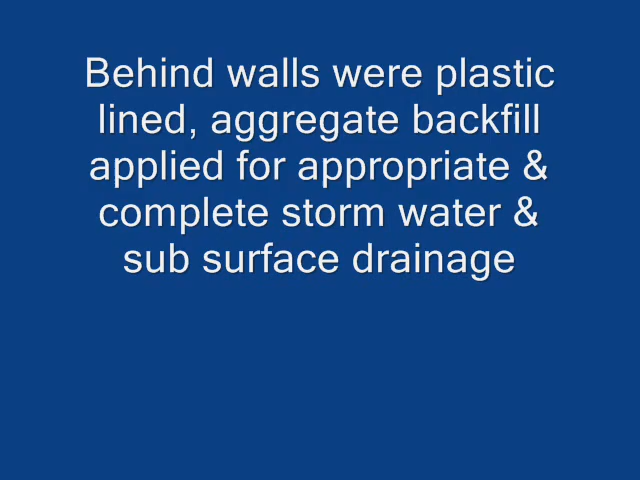 Behind walls were plastic
lined, aggregate backfill
applied for appropriate &
complete storm water &
sub surface drainage